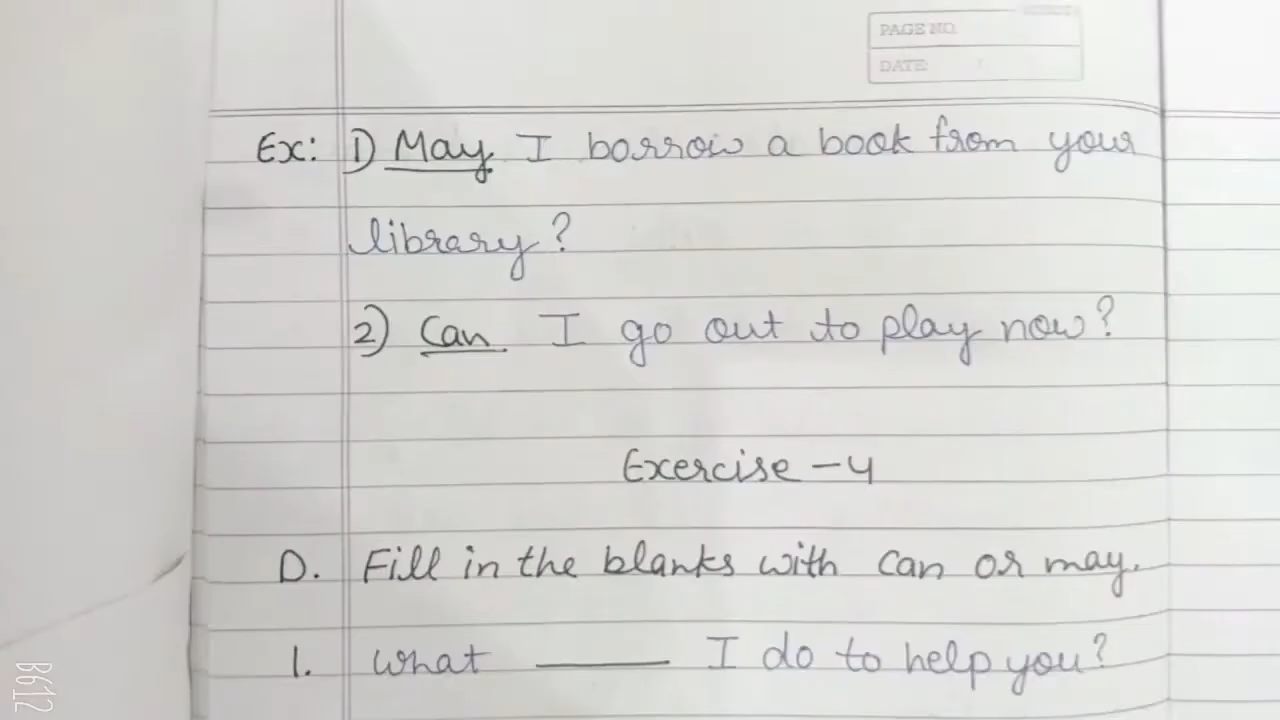 PAGE NO.
DATE:
Ex: 1) May I borrow a book from your
library?
2) Can I go out to play now?
Exercise - 4
D. Fill in the blanks with can or may.
1. What ______ I do to help you?
B612